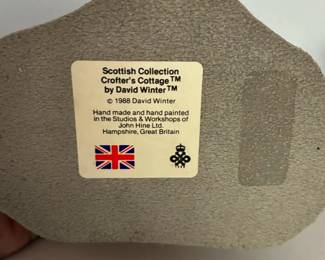 Scottish Collection
Crofter's Cottage™
by David Winter™
© 1988 David Winter
Hand made and hand painted
in the Studios & Workshops of
John Hine Ltd.
Hampshire, Great Britain